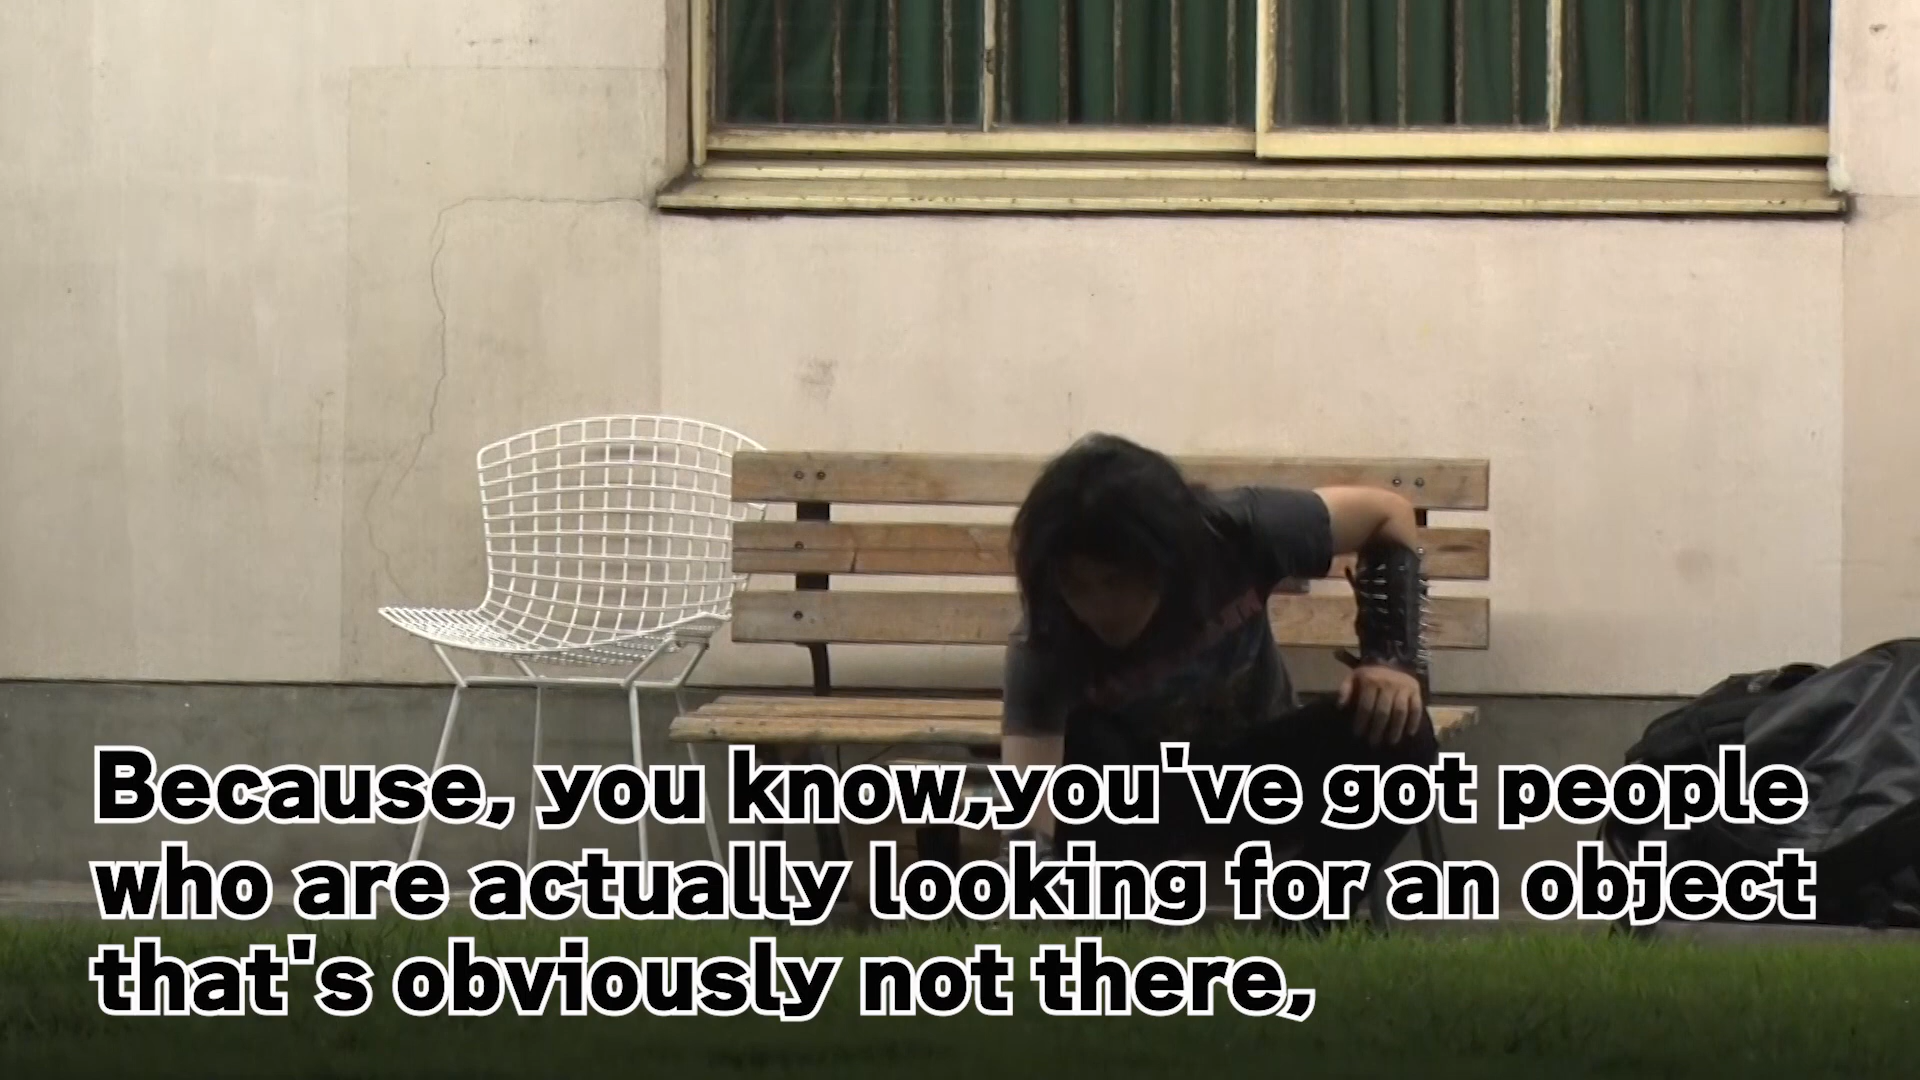 Because, you know,you've got people
who are actually looking for an object
that's obviously not there,